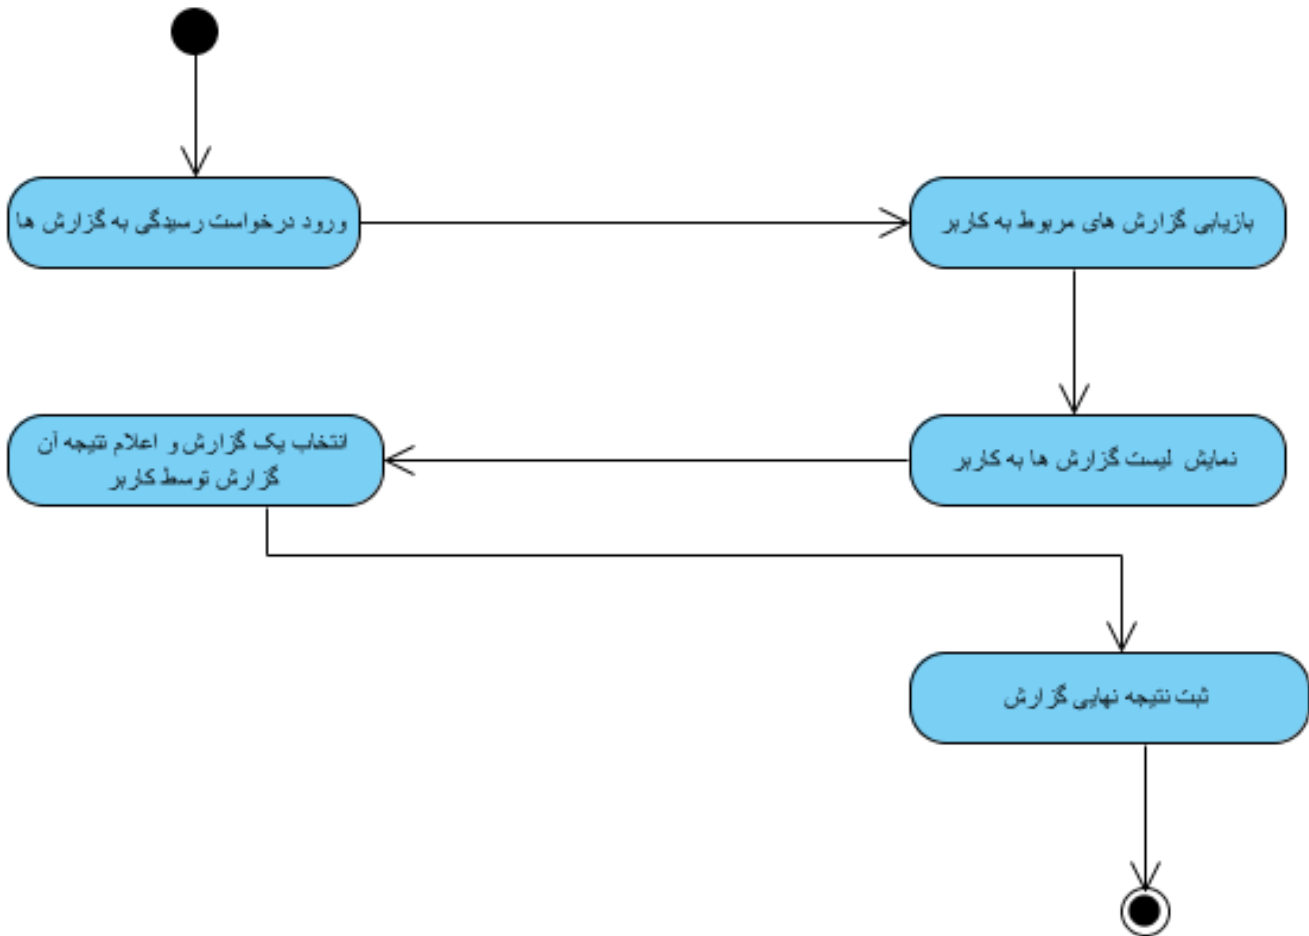 ورود درخواست رسیدگی به گزارش ها
بازیابی گزارش های مربوط به کاربر
نمایش لیست گزارش ها به کاربر
انتخاب یک گزارش و اعلام نتیجه آن
گزارش توسط کاربر
ثبت نتیجه نهایی گزارش